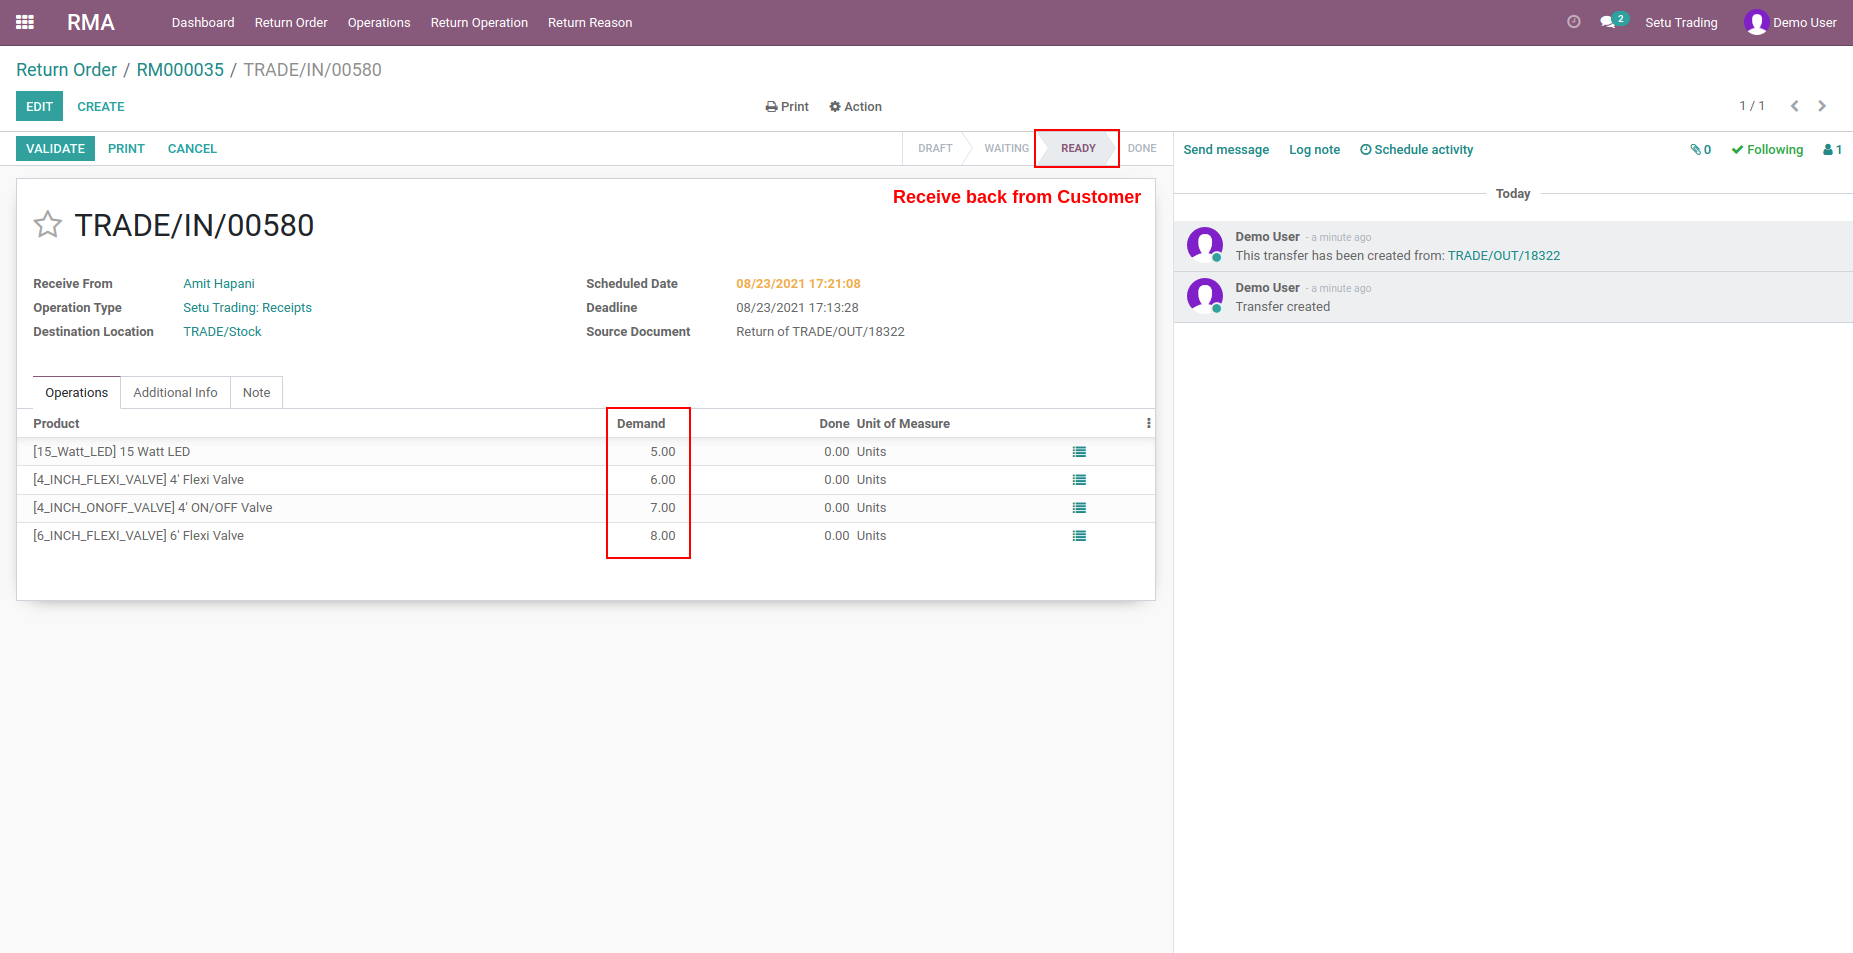 RMA Dashboard Return Order Operations Return Operation Return Reason 2 Setu Trading Demo User
Return Order / RM000035 / TRADE/IN/00580
EDIT CREATE Print Action 1 / 1
VALIDATE PRINT CANCEL DRAFT WAITING READY DONE Send message Log note Schedule activity 0 Following 1
Today
Receive back from Customer
TRADE/IN/00580
Demo User - a minute ago
This transfer has been created from: TRADE/OUT/18322
Demo User - a minute ago
Transfer created
Receive From Amit Hapani Scheduled Date 08/23/2021 17:21:08
Operation Type Setu Trading: Receipts Deadline 08/23/2021 17:13:28
Destination Location TRADE/Stock Source Document Return of TRADE/OUT/18322
Operations Additional Info Note
Product Demand Done Unit of Measure
[15_Watt_LED] 15 Watt LED 5.00 0.00 Units
[4_INCH_FLEXI_VALVE] 4' Flexi Valve 6.00 0.00 Units
[4_INCH_ONOFF_VALVE] 4' ON/OFF Valve 7.00 0.00 Units
[6_INCH_FLEXI_VALVE] 6' Flexi Valve 8.00 0.00 Units